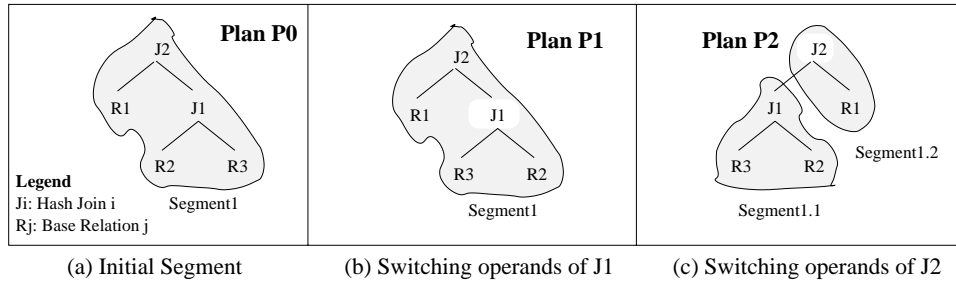 Plan P0
J2
R1 J1
R2 R3
Segment1
Legend
Ji: Hash Join i
Rj: Base Relation j
(a) Initial Segment
Plan P1
J2
R1 J1
R3 R2
Segment1
(b) Switching operands of J1
Plan P2
J2
J1 R1
R3 R2
Segment1.2
Segment1.1
(c) Switching operands of J2